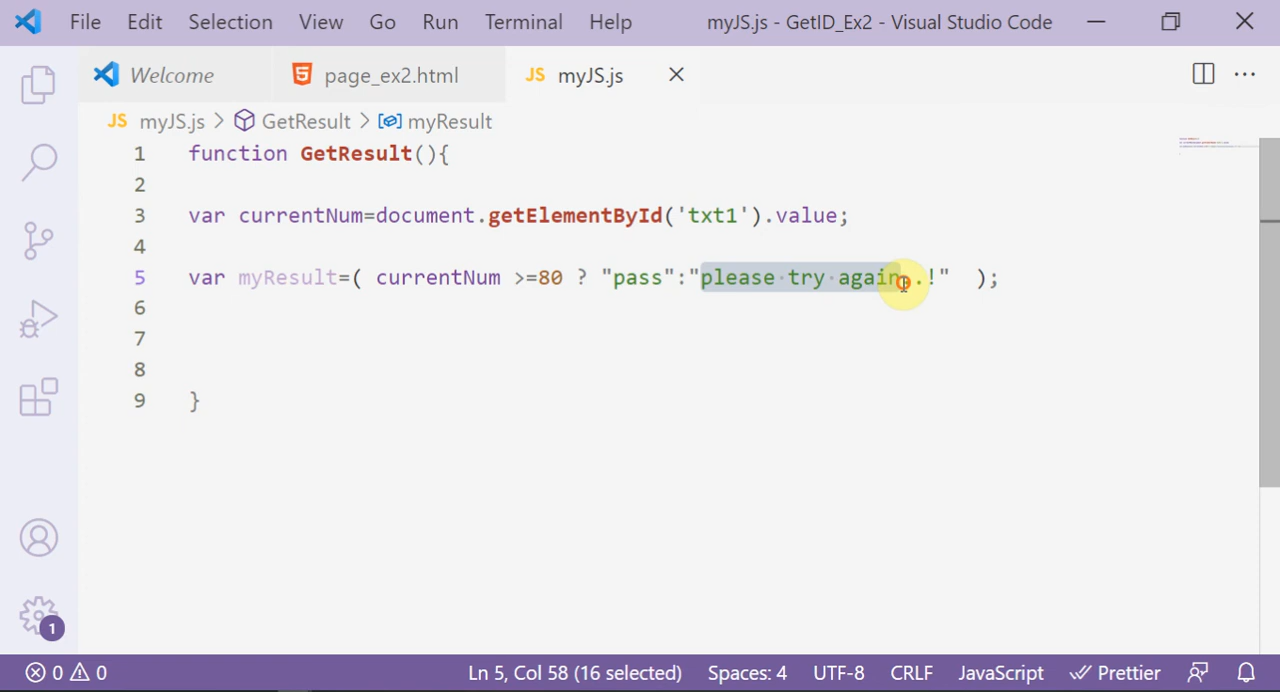 File Edit Selection View Go Run Terminal Help myJS.js - GetID_Ex2 - Visual Studio Code
Welcome page_ex2.html JS myJS.js
JS myJS.js > GetResult > myResult
1 function GetResult(){
2
3 var currentNum=document.getElementById('txt1').value;
4
5 var myResult=( currentNum >=80 ? "pass":"please try again..!" );
6
7
8
9 }
1
0 0 Ln 5, Col 58 (16 selected) Spaces: 4 UTF-8 CRLF JavaScript Prettier